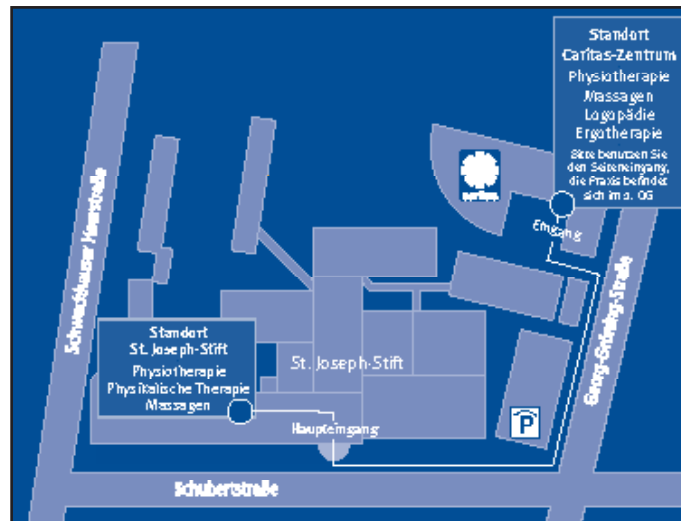 Standort
Caritas-Zentrum
Physiotherapie
Massagen
Logopädie
Ergotherapie
Bitte benutzen Sie
den Seiteneingang,
die Praxis befindet
sich im 1. OG
Eingang
Schwachhauser Heerstraße
Georg-Gröning-Straße
Standort
St. Joseph-Stift
Physiotherapie
Physikalische Therapie
Massagen
St. Joseph-Stift
Haupteingang
P
Schubertstraße